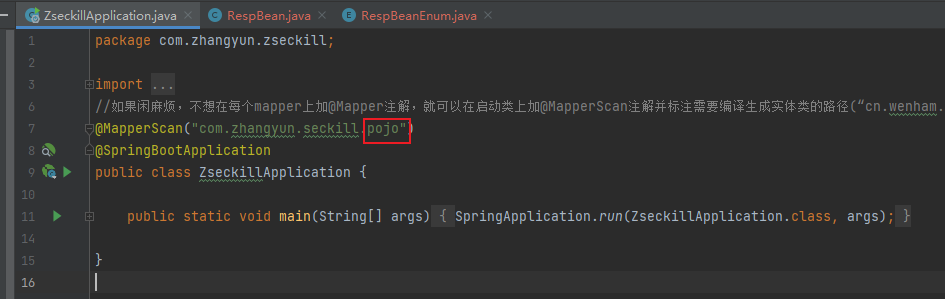 ZseckillApplication.java RespBean.java RespBeanEnum.java
1 package com.zhangyun.zseckill;
2
3 import ...
6 //如果闲麻烦，不想在每个mapper上加@Mapper注解，就可以在启动类上加@MapperScan注解并标注需要编译生成实体类的路径(“cn.wenham.
7 @MapperScan("com.zhangyun.seckill.pojo")
8 @SpringBootApplication
9 public class ZseckillApplication {
10
11 public static void main(String[] args) { SpringApplication.run(ZseckillApplication.class, args); }
14
15 }
16